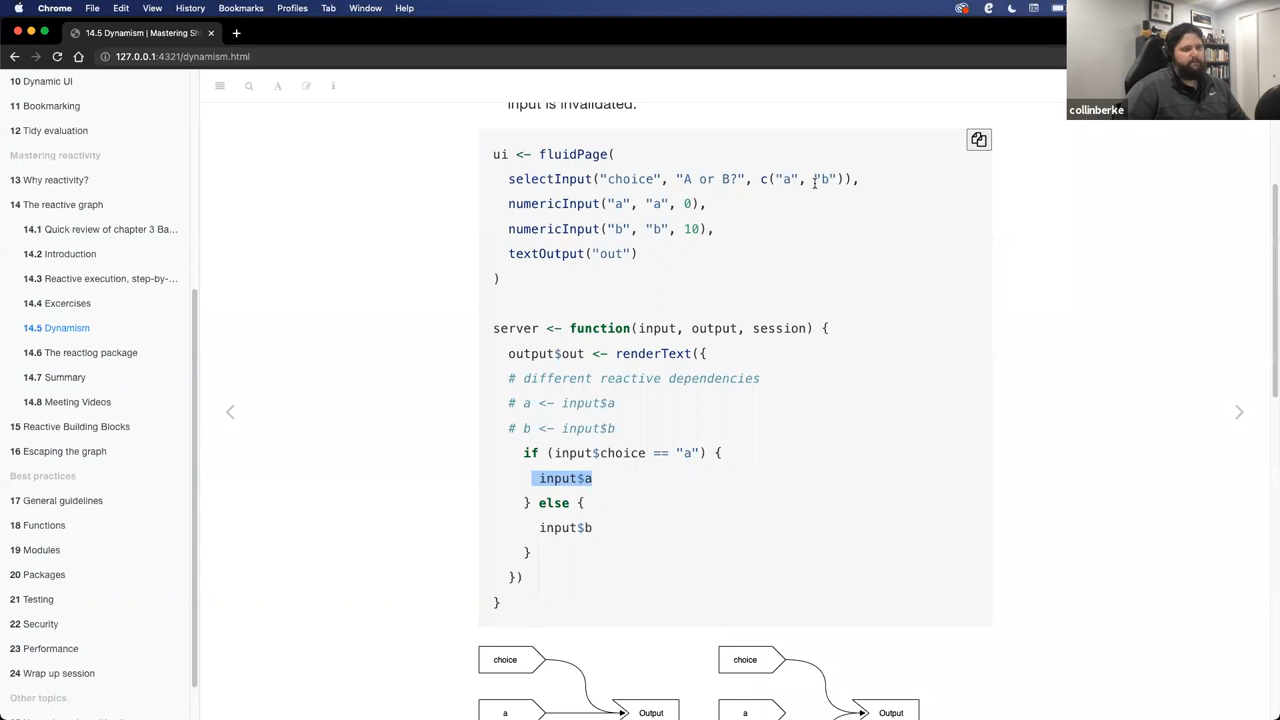 Chrome File Edit View History Bookmarks Profiles Tab Window Help
14.5 Dynamism | Mastering Sh
127.0.0.1:4321/dynamism.html
collinberke
10 Dynamic UI
11 Bookmarking
12 Tidy evaluation
Mastering reactivity
13 Why reactivity?
14 The reactive graph
14.1 Quick review of chapter 3 Ba...
14.2 Introduction
14.3 Reactive execution, step-by-...
14.4 Excercises
14.5 Dynamism
14.6 The reactlog package
14.7 Summary
14.8 Meeting Videos
15 Reactive Building Blocks
16 Escaping the graph
Best practices
17 General guidelines
18 Functions
19 Modules
20 Packages
21 Testing
22 Security
23 Performance
24 Wrap up session
Other topics
input is invalidated.
ui <- fluidPage(
selectInput("choice", "A or B?", c("a", "b")),
numericInput("a", "a", 0),
numericInput("b", "b", 10),
textOutput("out")
)
server <- function(input, output, session) {
output$out <- renderText({
# different reactive dependencies
# a <- input$a
# b <- input$b
if (input$choice == "a") {
input$a
} else {
input$b
}
})
}
choice
a
Output
choice
a
Output